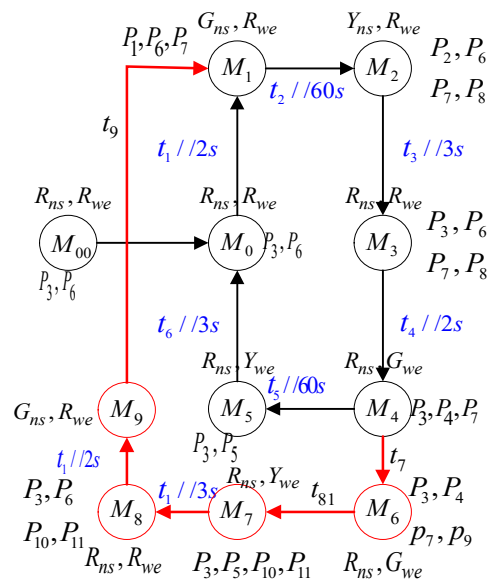 G_ns, R_we Y_ns, R_we
P_1, P_6, P_7 M_1 M_2 P_2, P_6
t_2 //60s P_7, P_8
t_9 t_1 //2s t_3 //3s
R_ns, R_we R_ns, R_we R_ns, R_we
M_00 M_0 P_3, P_6 M_3 P_3, P_6
P_3, P_6 P_7, P_8
t_6 //3s t_4 //2s
R_ns, Y_we t_5 //60s R_ns, G_we
G_ns, R_we M_9 M_5 M_4 P_3, P_4, P_7
P_3, P_5 t_7
t_1 //2s R_ns, Y_we
P_3, P_6 M_8 t_1 //3s M_7 t_81 M_6 P_3, P_4
P_10, P_11 p_7, p_9
R_ns, R_we P_3, P_5, P_10, P_11 R_ns, G_we